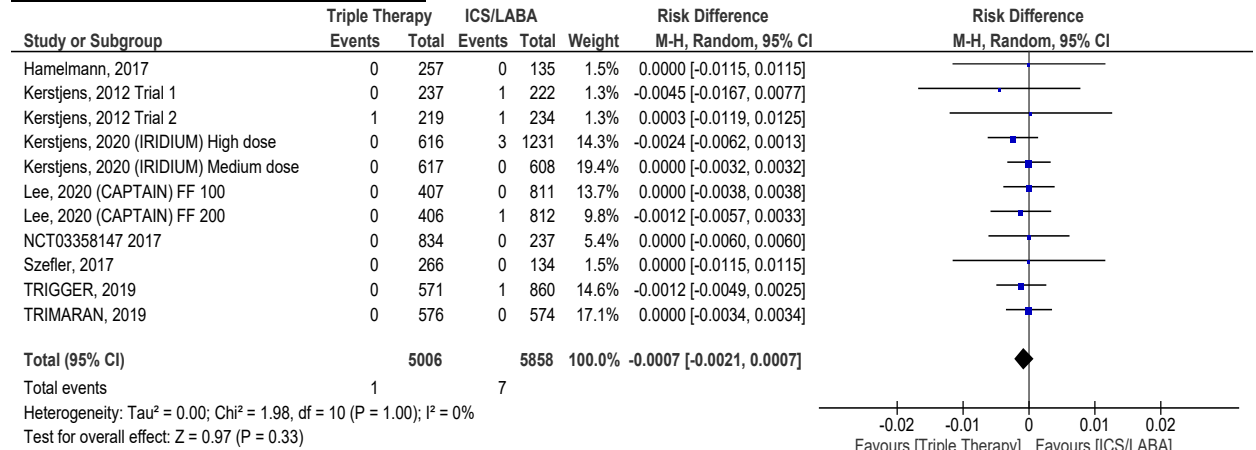 Triple Therapy ICS/LABA Risk Difference Risk Difference
Study or Subgroup Events Total Events Total Weight M-H, Random, 95% CI M-H, Random, 95% CI
Hamelmann, 2017 0 257 0 135 1.5% 0.0000 [-0.0115, 0.0115]
Kerstjens, 2012 Trial 1 0 237 1 222 1.3% -0.0045 [-0.0167, 0.0077]
Kerstjens, 2012 Trial 2 1 219 1 234 1.3% 0.0003 [-0.0119, 0.0125]
Kerstjens, 2020 (IRIDIUM) High dose 0 616 3 1231 14.3% -0.0024 [-0.0062, 0.0013]
Kerstjens, 2020 (IRIDIUM) Medium dose 0 617 0 608 19.4% 0.0000 [-0.0032, 0.0032]
Lee, 2020 (CAPTAIN) FF 100 0 407 0 811 13.7% 0.0000 [-0.0038, 0.0038]
Lee, 2020 (CAPTAIN) FF 200 0 406 1 812 9.8% -0.0012 [-0.0057, 0.0033]
NCT03358147 2017 0 834 0 237 5.4% 0.0000 [-0.0060, 0.0060]
Szefler, 2017 0 266 0 134 1.5% 0.0000 [-0.0115, 0.0115]
TRIGGER, 2019 0 571 1 860 14.6% -0.0012 [-0.0049, 0.0025]
TRIMARAN, 2019 0 576 0 574 17.1% 0.0000 [-0.0034, 0.0034]
Total (95% CI) 5006 5858 100.0% -0.0007 [-0.0021, 0.0007]
Total events 1 7
Heterogeneity: Tau² = 0.00; Chi² = 1.98, df = 10 (P = 1.00); I² = 0%
Test for overall effect: Z = 0.97 (P = 0.33)
-0.02 -0.01 0 0.01 0.02
Favours [Triple Therapy] Favours [ICS/LABA]